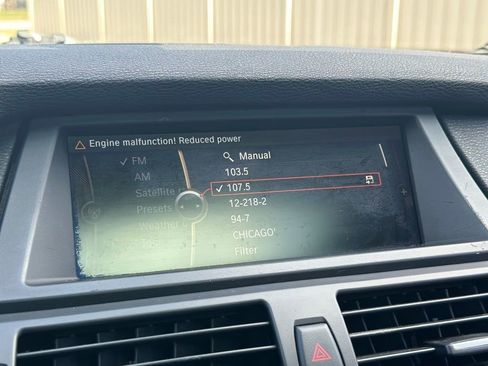 Engine malfunction! Reduced power
✓ FM
AM
Satellite
Presets
Weather
Manual
103.5
✓ 107.5
12-218-2
94-7
CHICAGO'
Filter